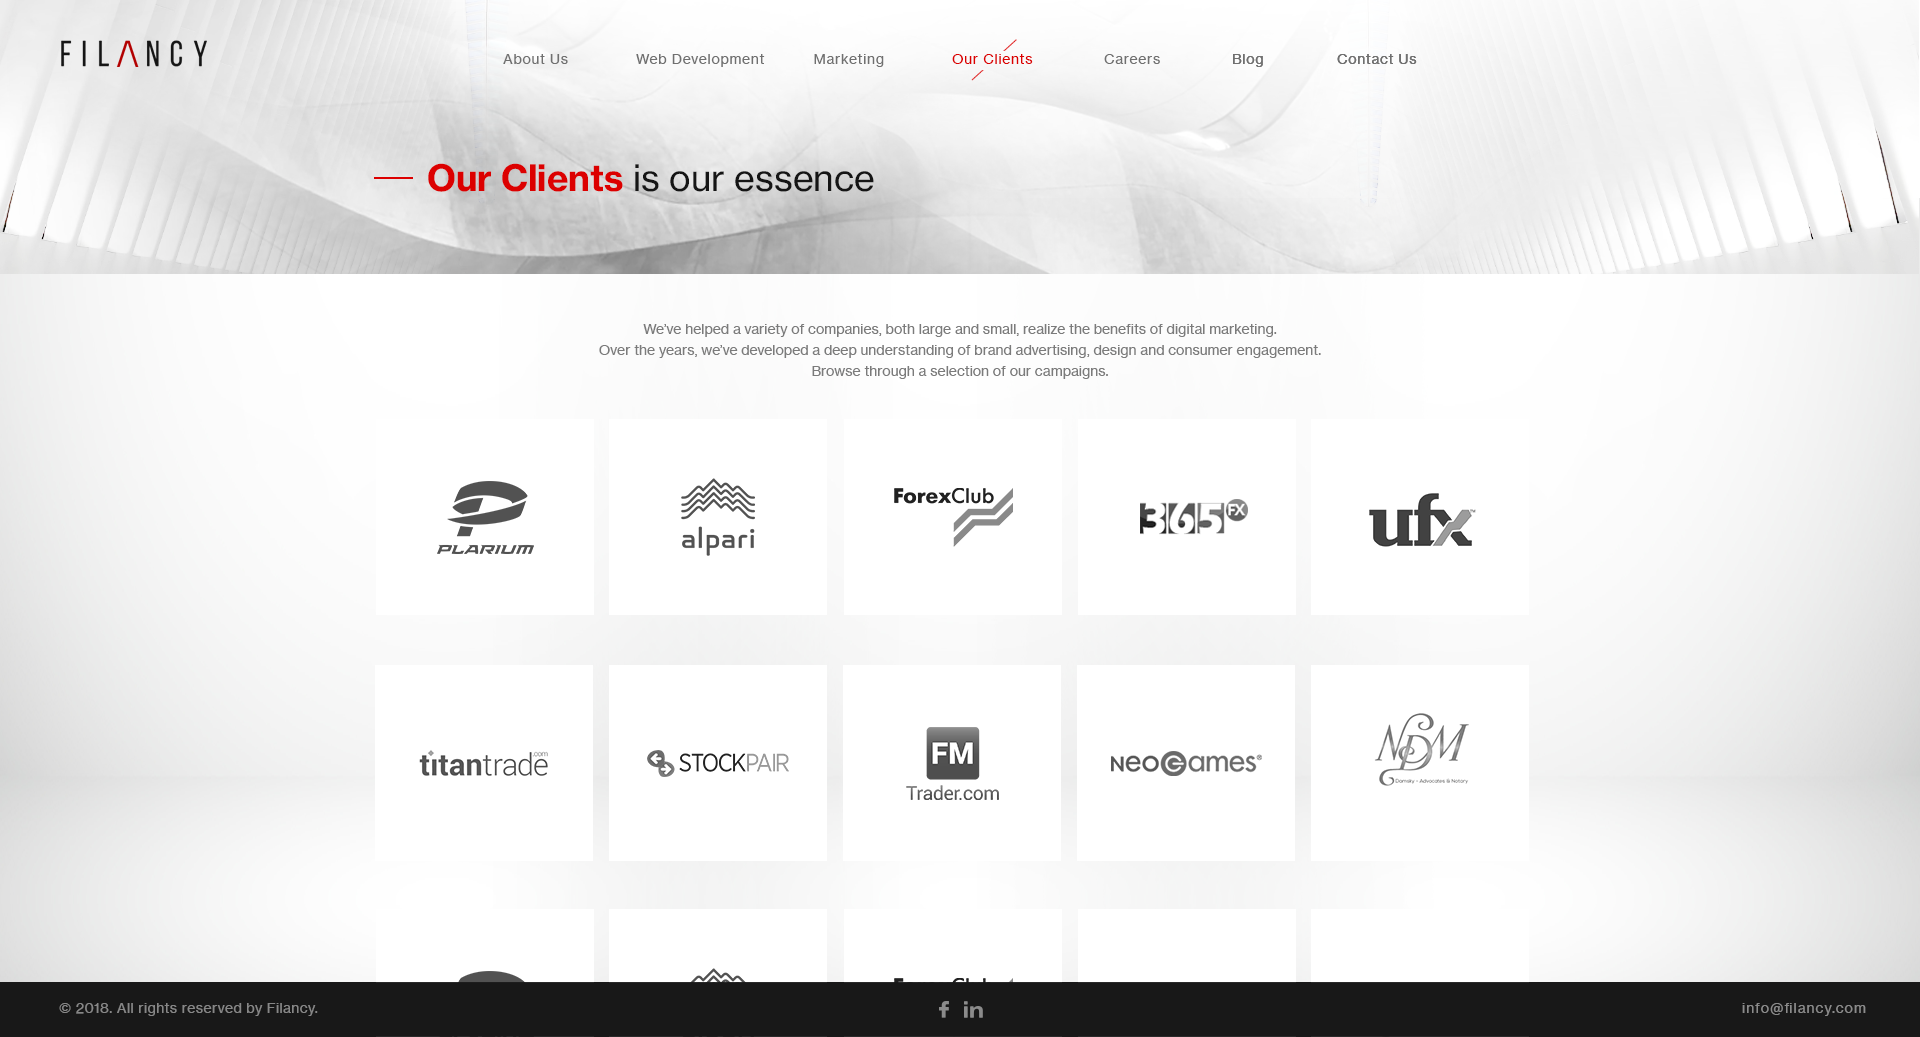 FILANCY
About Us
Web Development
Marketing
Our Clients
Careers
Blog
Contact Us
Our Clients is our essence
We've helped a variety of companies, both large and small, realize the benefits of digital marketing.
Over the years, we've developed a deep understanding of brand advertising, design and consumer engagement.
Browse through a selection of our campaigns.
PLARIUM
alpari
ForexClub
365 FX
ufx™
titantrade.com
STOCKPAIR
FM
Trader.com
NEOGAMES®
NDM
Domsky - Advocates & Notary
© 2018. All rights reserved by Filancy.
f in
info@filancy.com